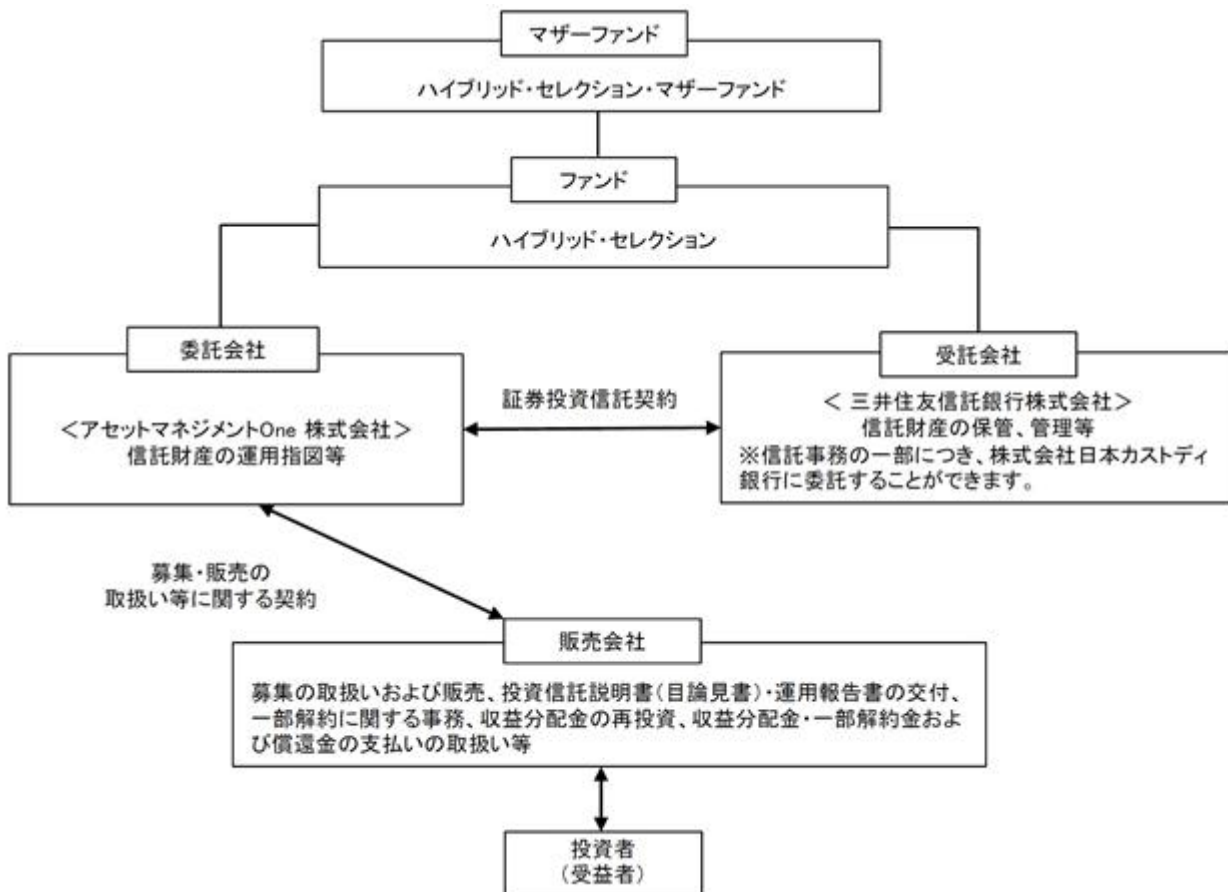 マザーファンド
ハイブリッド・セレクション・マザーファンド
ファンド
ハイブリッド・セレクション
委託会社
<アセットマネジメントOne 株式会社>
信託財産の運用指図等
証券投資信託契約
受託会社
< 三井住友信託銀行株式会社>
信託財産の保管、管理等
※信託事務の一部につき、株式会社日本カストディ
銀行に委託することができます。
募集・販売の
取扱い等に関する契約
販売会社
募集の取扱いおよび販売、投資信託説明書(目論見書)・運用報告書の交付、
一部解約に関する事務、収益分配金の再投資、収益分配金・一部解約金およ
び償還金の支払いの取扱い等
投資者
(受益者)